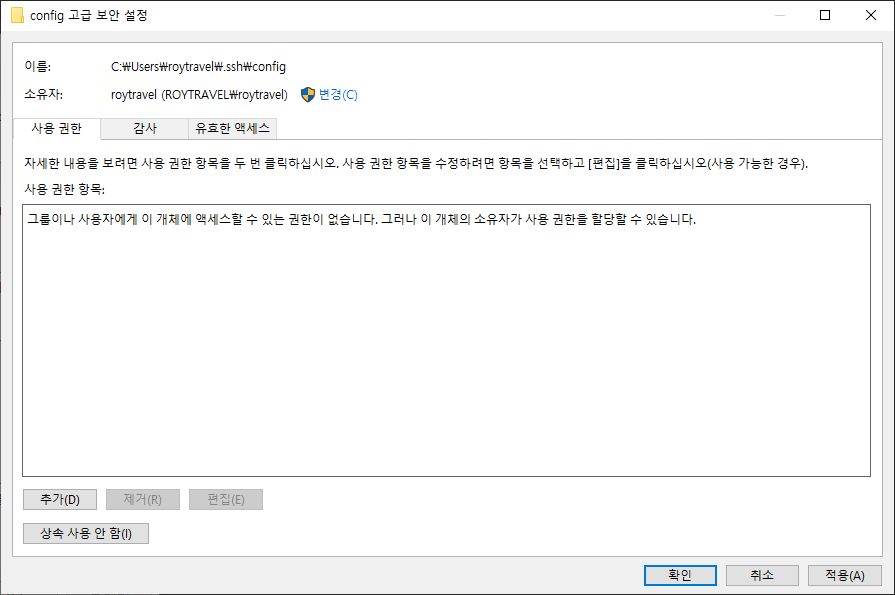 config 고급 보안 설정
이름: C:₩Users₩roytravel₩.ssh₩config
소유자: roytravel (ROYTRAVEL₩roytravel) 변경(C)
사용 권한 감사 유효한 액세스
자세한 내용을 보려면 사용 권한 항목을 두 번 클릭하십시오. 사용 권한 항목을 수정하려면 항목을 선택하고 [편집]을 클릭하십시오(사용 가능한 경우).
사용 권한 항목:
그룹이나 사용자에게 이 개체에 액세스할 수 있는 권한이 없습니다. 그러나 이 개체의 소유자가 사용 권한을 할당할 수 있습니다.
추가(D) 제거(R) 편집(E)
상속 사용 안 함(I)
확인 취소 적용(A)